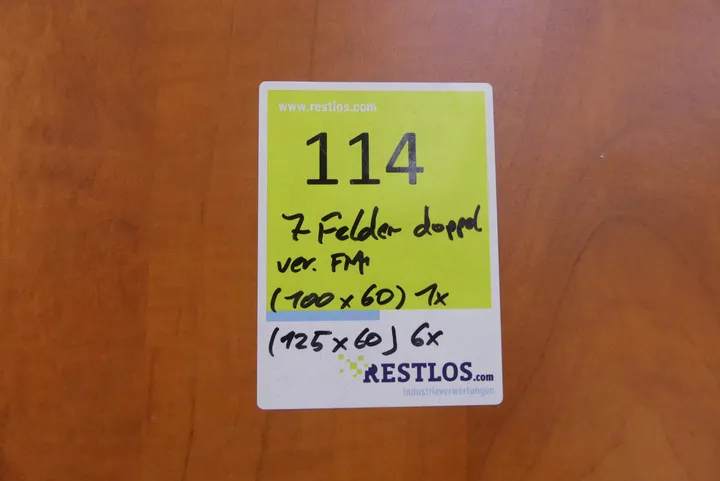 www.restlos.com
114
7 Felder doppel
ver. FM
(100 x 60) 1x
(125 x 60) 6x
RESTLOS.com
Industrieverwertungen